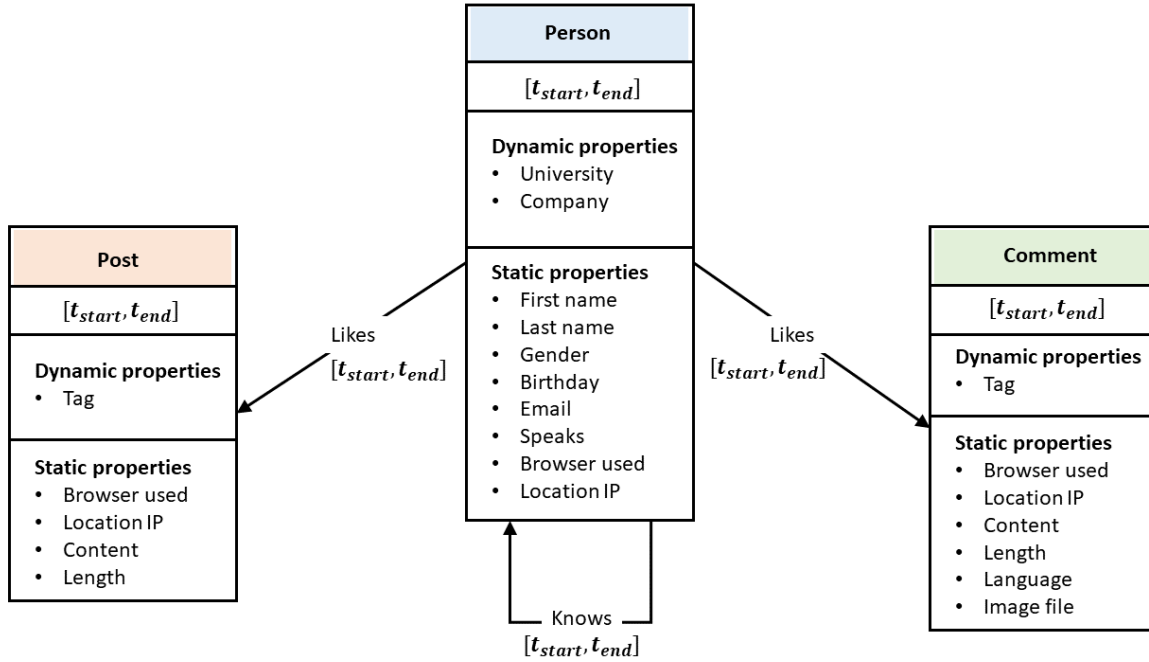 Person
[t_start, t_end]
Dynamic properties
• University
• Company
Static properties
• First name
• Last name
• Gender
• Birthday
• Email
• Speaks
• Browser used
• Location IP
Post
[t_start, t_end]
Dynamic properties
• Tag
Static properties
• Browser used
• Location IP
• Content
• Length
Likes
[t_start, t_end]
Likes
[t_start, t_end]
Comment
[t_start, t_end]
Dynamic properties
• Tag
Static properties
• Browser used
• Location IP
• Content
• Length
• Language
• Image file
Knows
[t_start, t_end]